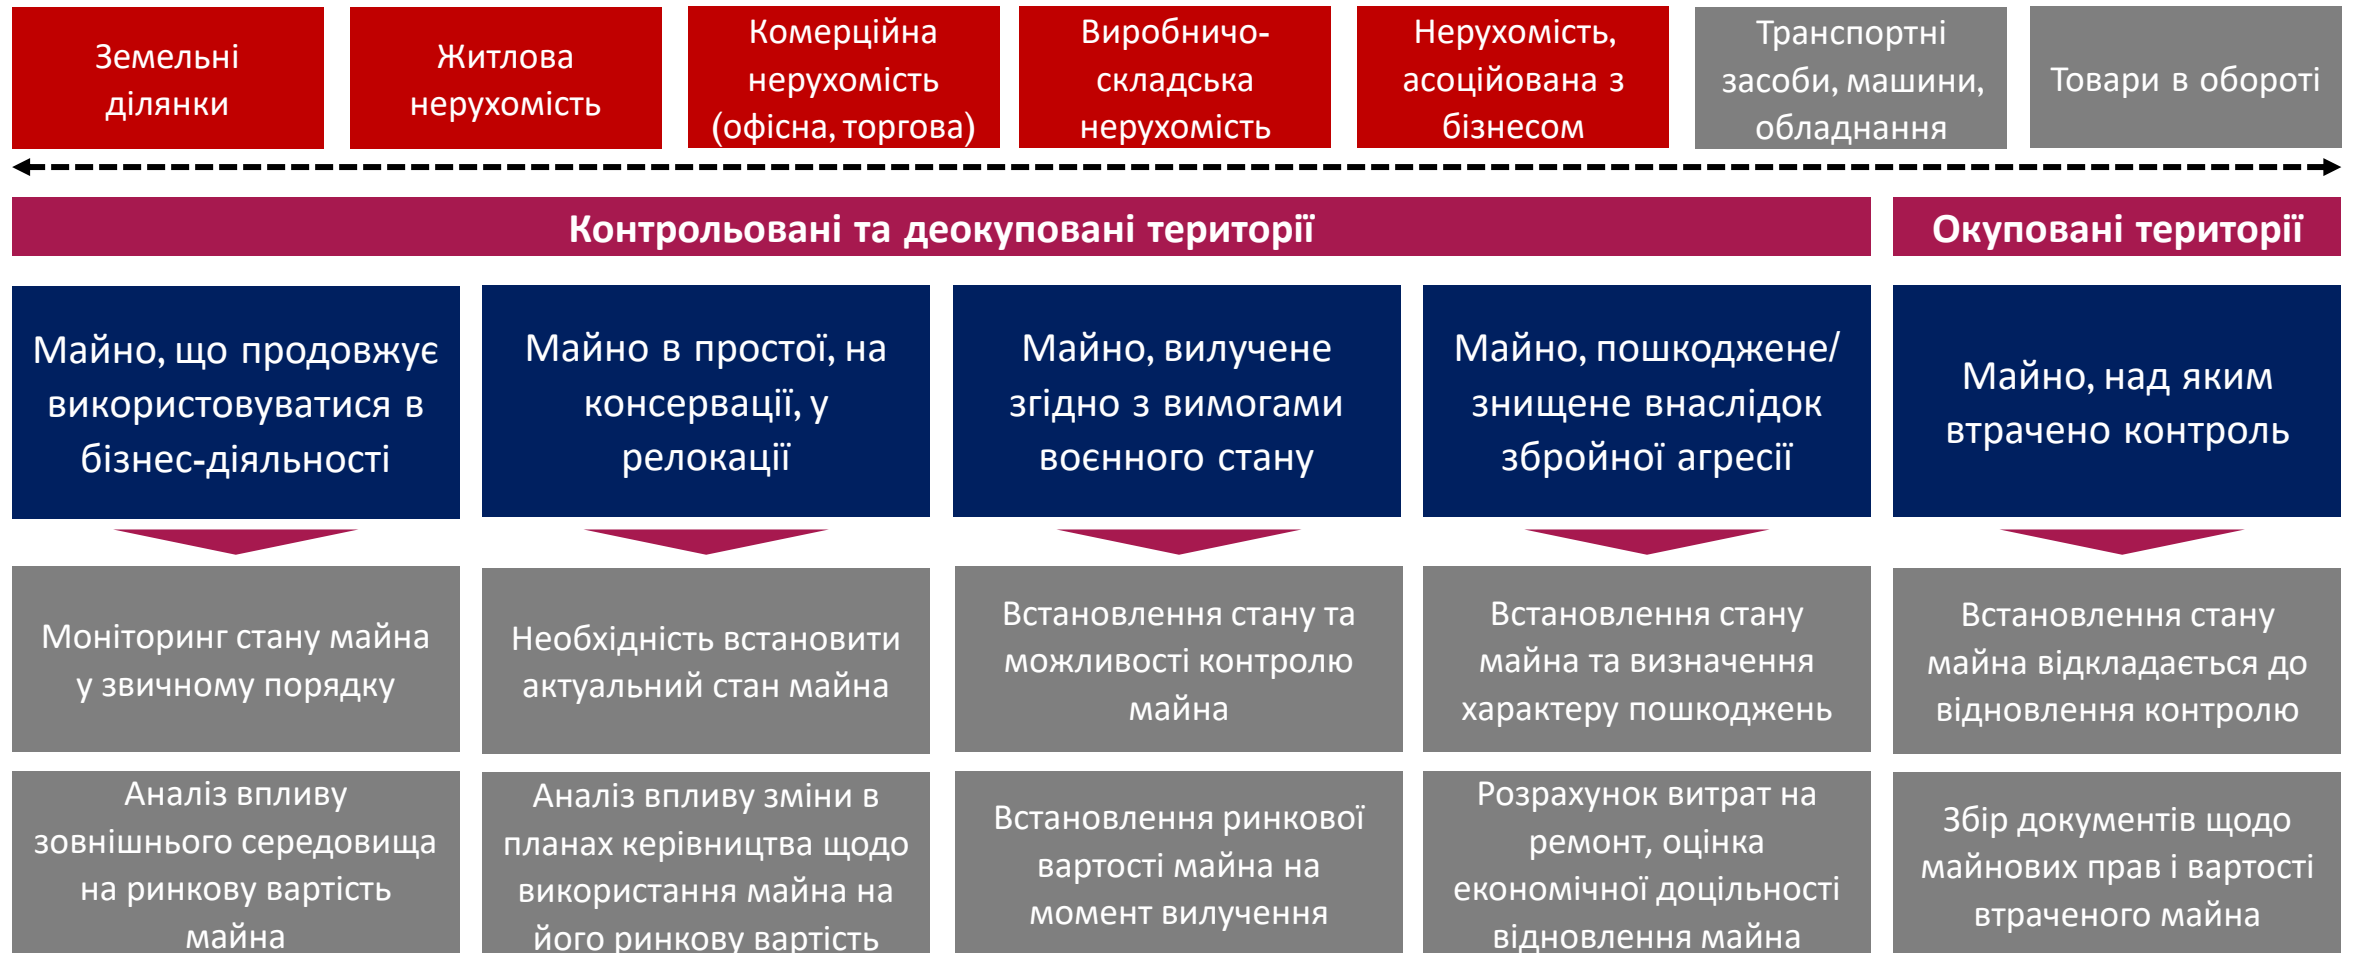 Земельні
ділянки
Житлова
нерухомість
Комерційна
нерухомість
(офісна, торгова)
Виробничо-
складська
нерухомість
Нерухомість,
асоційована з
бізнесом
Транспортні
засоби, машини,
обладнання
Товари в обороті
Контрольовані та деокуповані території
Окуповані території
Майно, що продовжує
використовуватися в
бізнес-діяльності
Майно в простої, на
консервації, у
релокації
Майно, вилучене
згідно з вимогами
воєнного стану
Майно, пошкоджене/
знищене внаслідок
збройної агресії
Майно, над яким
втрачено контроль
Моніторинг стану майна
у звичному порядку
Необхідність встановити
актуальний стан майна
Встановлення стану та
можливості контролю
майна
Встановлення стану
майна та визначення
характеру пошкоджень
Встановлення стану
майна відкладається до
відновлення контролю
Аналіз впливу
зовнішнього середовища
на ринкову вартість
майна
Аналіз впливу зміни в
планах керівництва щодо
використання майна на
його ринкову вартість
Встановлення ринкової
вартості майна на
момент вилучення
Розрахунок витрат на
ремонт, оцінка
економічної доцільності
відновлення майна
Збір документів щодо
майнових прав і вартості
втраченого майна